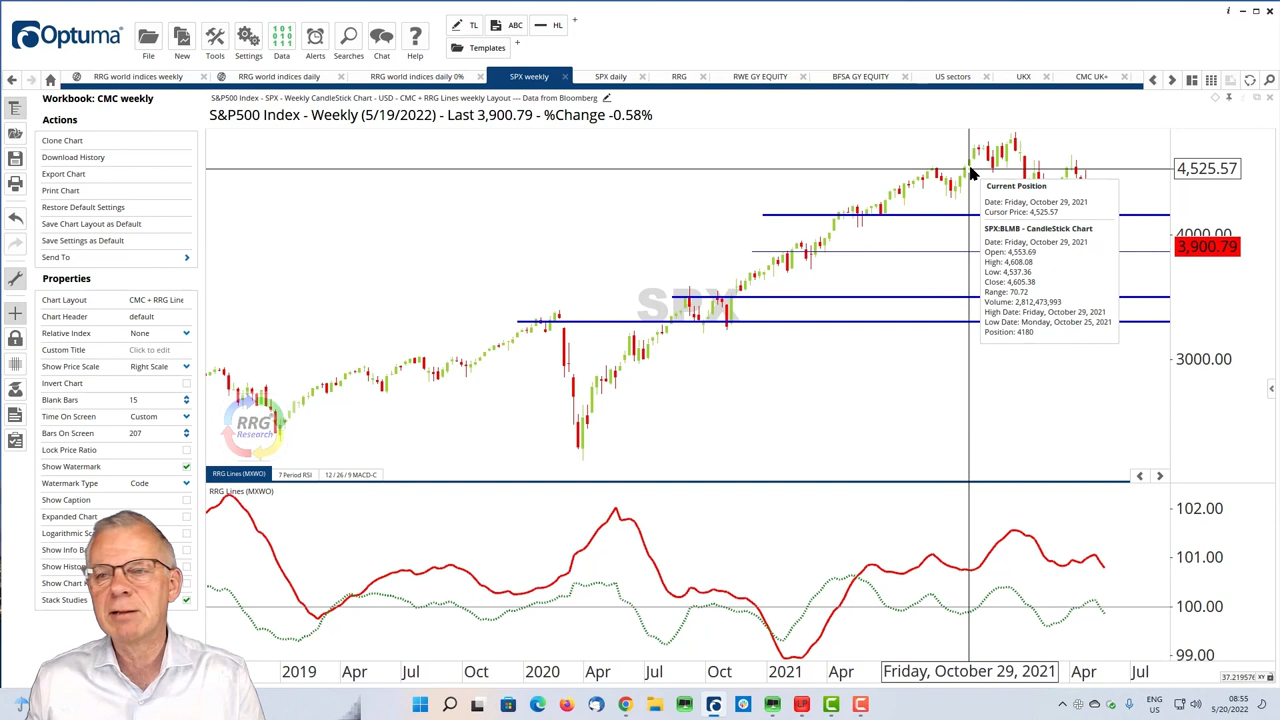 Optuma
File
New
Tools
Settings
Data
Alerts
Searches
Chat
Help
TL
ABC
HL
Templates
RRG world indices weekly
RRG world indices daily
RRG world indices daily 0%
SPX weekly
SPX daily
RRG
RWE GY EQUITY
BFSA GY EQUITY
US sectors
UKX
CMC UK+
Workbook: CMC weekly
Actions
Clone Chart
Download History
Export Chart
Print Chart
Restore Default Settings
Save Chart Layout as Default
Save Settings as Default
Send To
Properties
Chart Layout CMC + RRG Line
Chart Header default
Relative Index None
Custom Title Click to edit
Show Price Scale Right Scale
Invert Chart
Blank Bars 15
Time On Screen Custom
Bars On Screen 207
Lock Price Ratio
Show Watermark
Watermark Type Code
Show Caption
Expanded Chart
Logarithmic Sc
Show Info Ba
Show Histo
Show Chart
Stack Studies
S&P500 Index - SPX - Weekly CandleStick Chart - USD - CMC + RRG Lines weekly Layout --- Data from Bloomberg
S&P500 Index - Weekly (5/19/2022) - Last 3,900.79 - %Change -0.58%
SPX
RRG
Research
4,525.57
4000.00
3,900.79
3000.00
Current Position
Date: Friday, October 29, 2021
Cursor Price: 4,525.57
SPX:BLMB - CandleStick Chart
Date: Friday, October 29, 2021
Open: 4,553.69
High: 4,608.08
Low: 4,537.36
Close: 4,605.38
Range: 70.72
Volume: 2,812,473,993
High Date: Friday, October 29, 2021
Low Date: Monday, October 25, 2021
Position: 4180
RRG Lines (MXWO)
7 Period RSI
12 / 26 / 9 MACD-C
RRG Lines (MXWO)
102.00
101.00
100.00
99.00
2019 Apr Jul Oct 2020 Apr Jul Oct 2021 Apr Friday, October 29, 2021 Apr Jul
37.219576 XY
ENG
US
08:55
5/20/2022